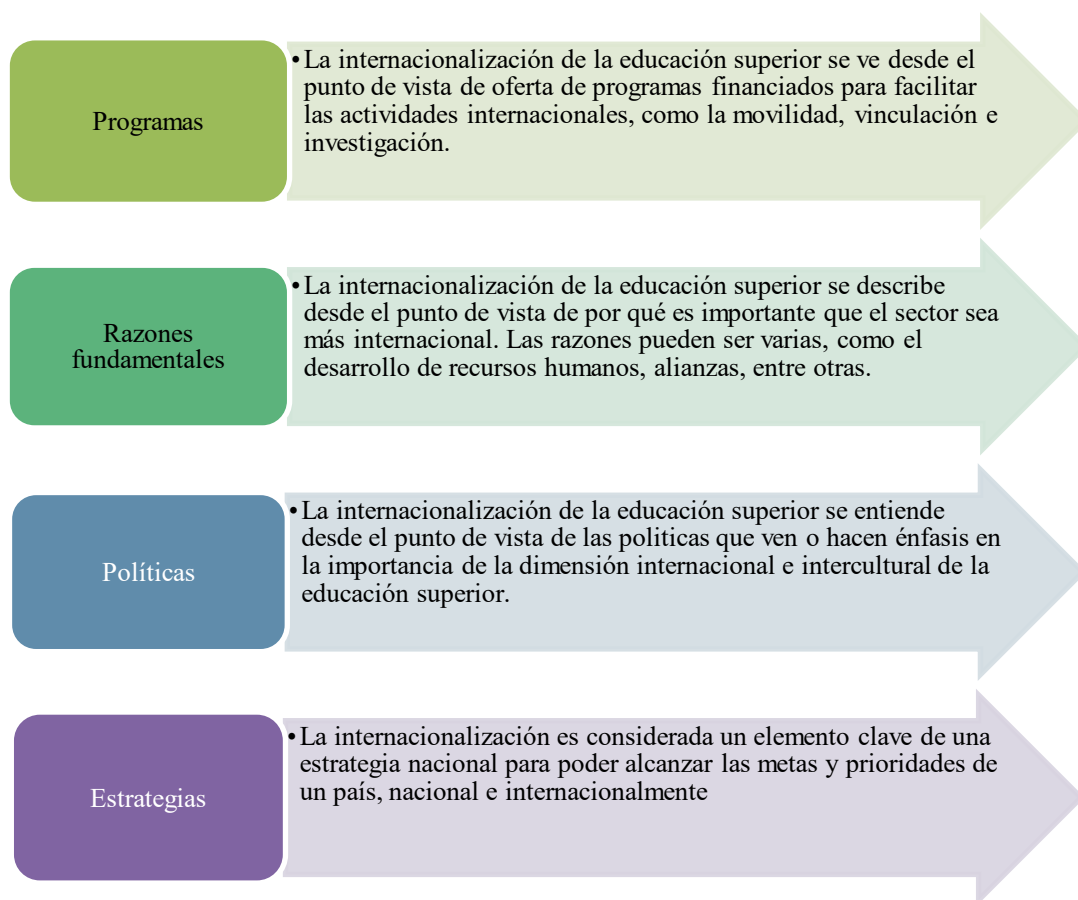 Programas
•La internacionalización de la educación superior se ve desde el
punto de vista de oferta de programas financiados para facilitar
las actividades internacionales, como la movilidad, vinculación e
investigación.
Razones
fundamentales
•La internacionalización de la educación superior se describe
desde el punto de vista de por qué es importante que el sector sea
más internacional. Las razones pueden ser varias, como el
desarrollo de recursos humanos, alianzas, entre otras.
Políticas
•La internacionalización de la educación superior se entiende
desde el punto de vista de las politicas que ven o hacen énfasis en
la importancia de la dimensión internacional e intercultural de la
educación superior.
Estrategias
•La internacionalización es considerada un elemento clave de una
estrategia nacional para poder alcanzar las metas y prioridades de
un país, nacional e internacionalmente